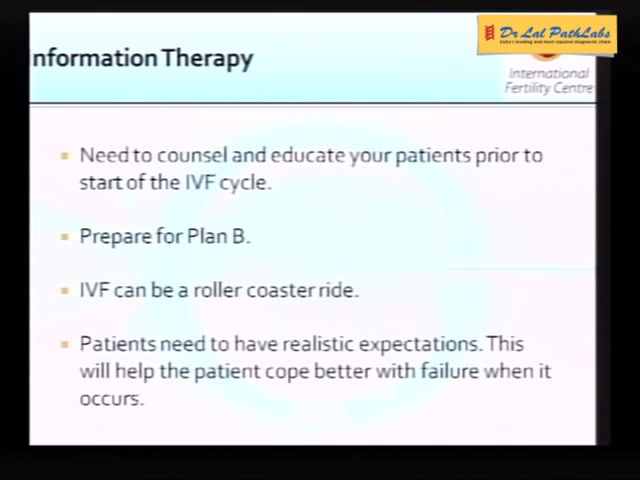 Dr Lal PathLabs
India's leading and most reputed diagnostic chain
nformation Therapy
International
Fertility Centre
Need to counsel and educate your patients prior to
start of the IVF cycle.
Prepare for Plan B.
IVF can be a roller coaster ride.
Patients need to have realistic expectations. This
will help the patient cope better with failure when it
occurs.